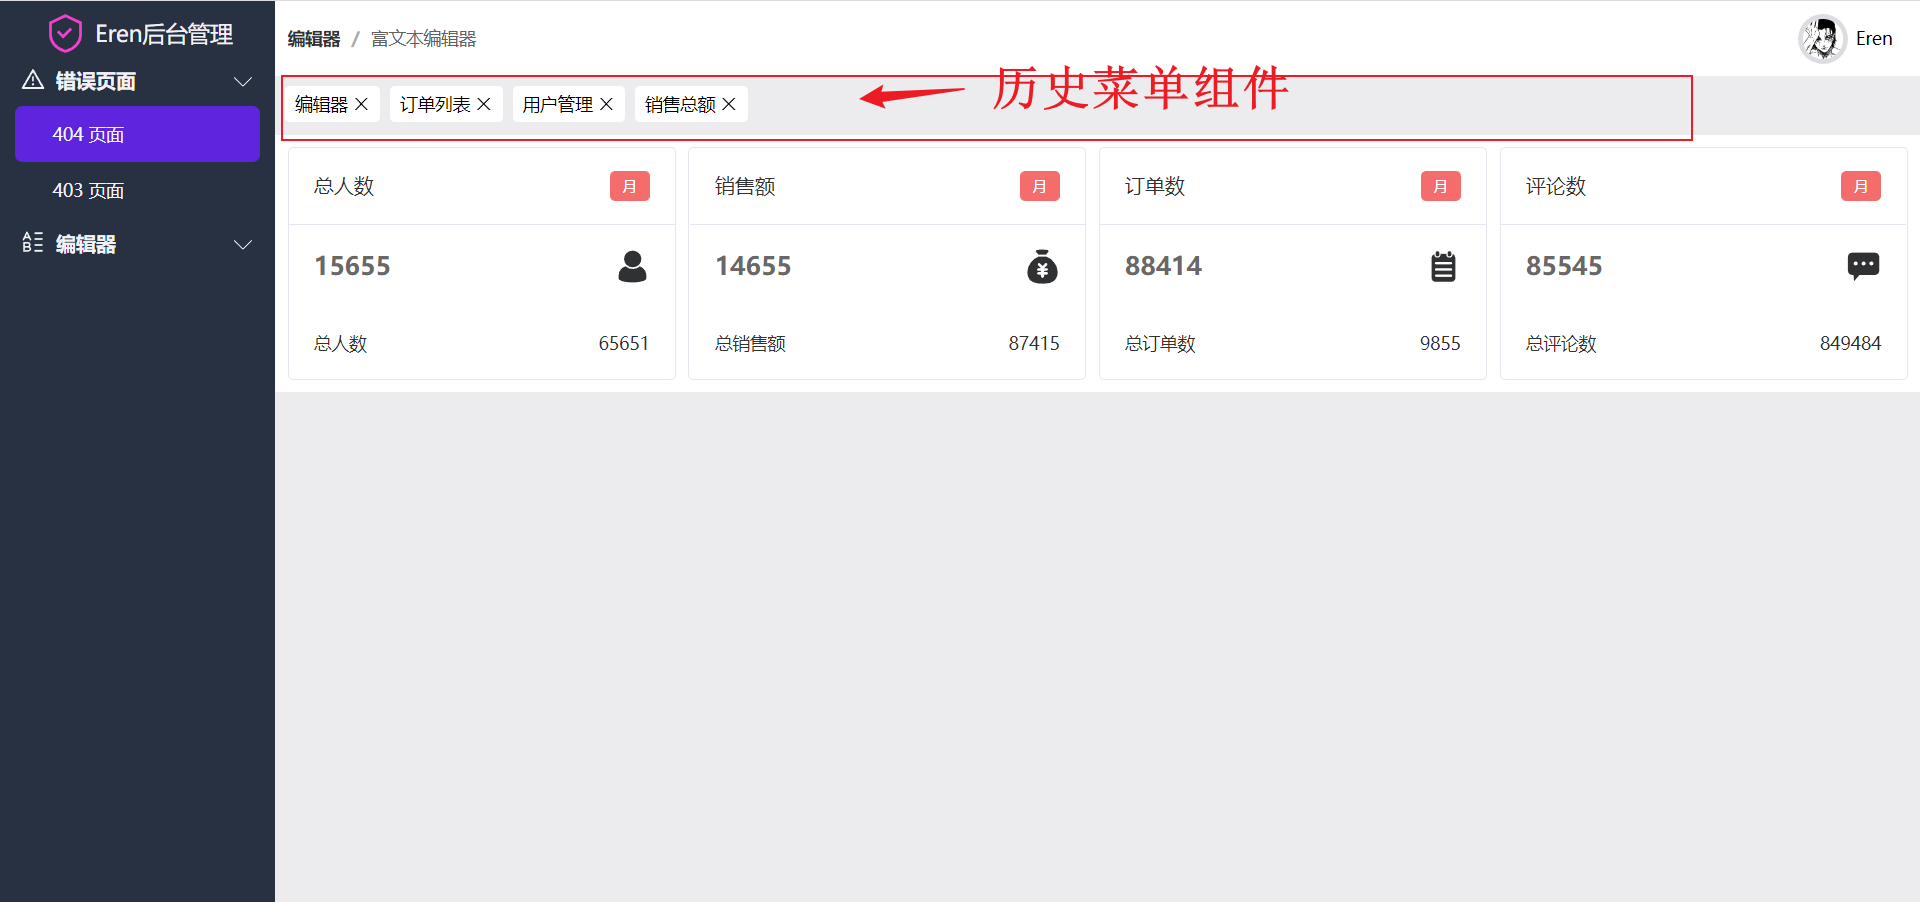 Eren后台管理
错误页面
404 页面
403 页面
编辑器
编辑器 / 富文本编辑器
Eren
编辑器 订单列表 用户管理 销售总额
历史菜单组件
总人数 月
15655
总人数 65651
销售额 月
14655
总销售额 87415
订单数 月
88414
总订单数 9855
评论数 月
85545
总评论数 849484